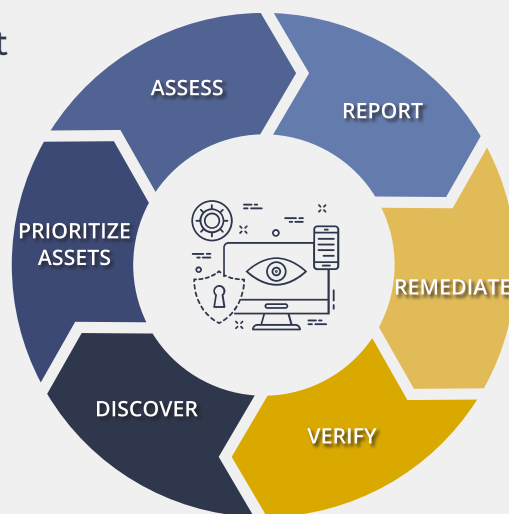 t
ASSESS
REPORT
PRIORITIZE
ASSETS
REMEDIATE
DISCOVER
VERIFY